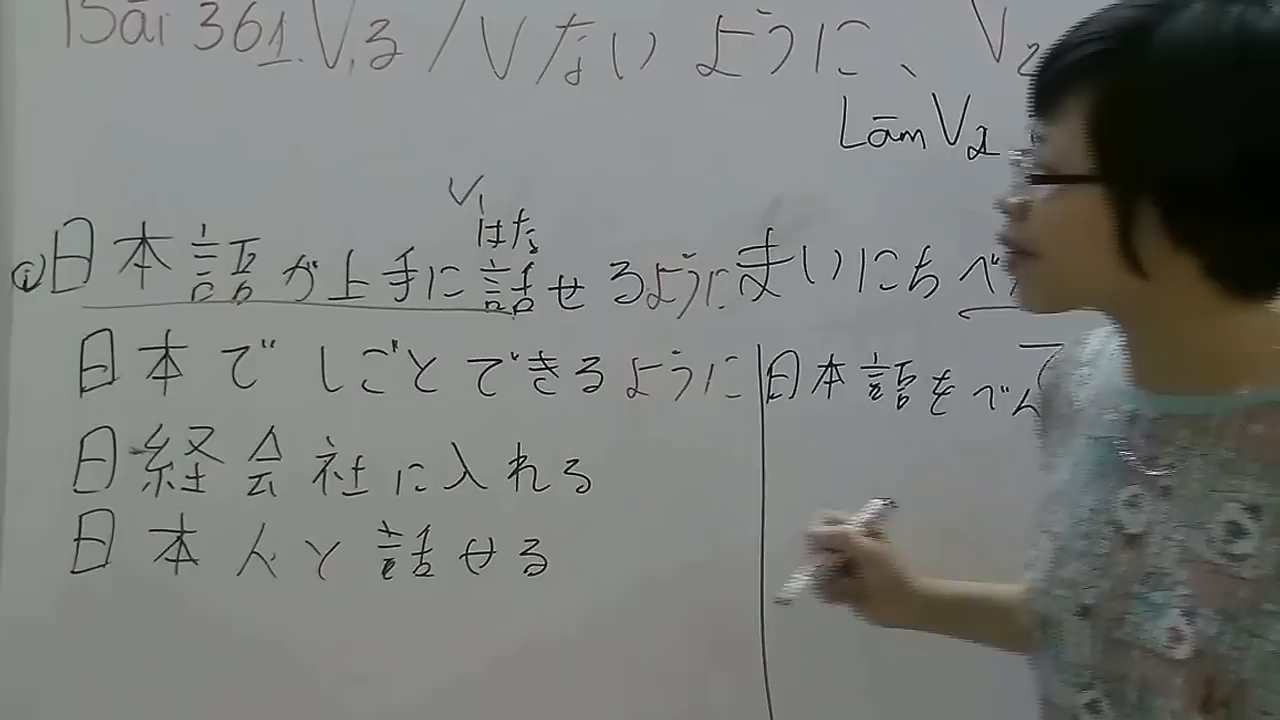 Bài 36 1. V₁る / Vない ように、 V₂
Làm V₂
V₁
はな
① 日本語が上手に話せるように まいにち べ
日本で しごとできるように 日本語をべん
日経会社に入れる
日本人と話せる